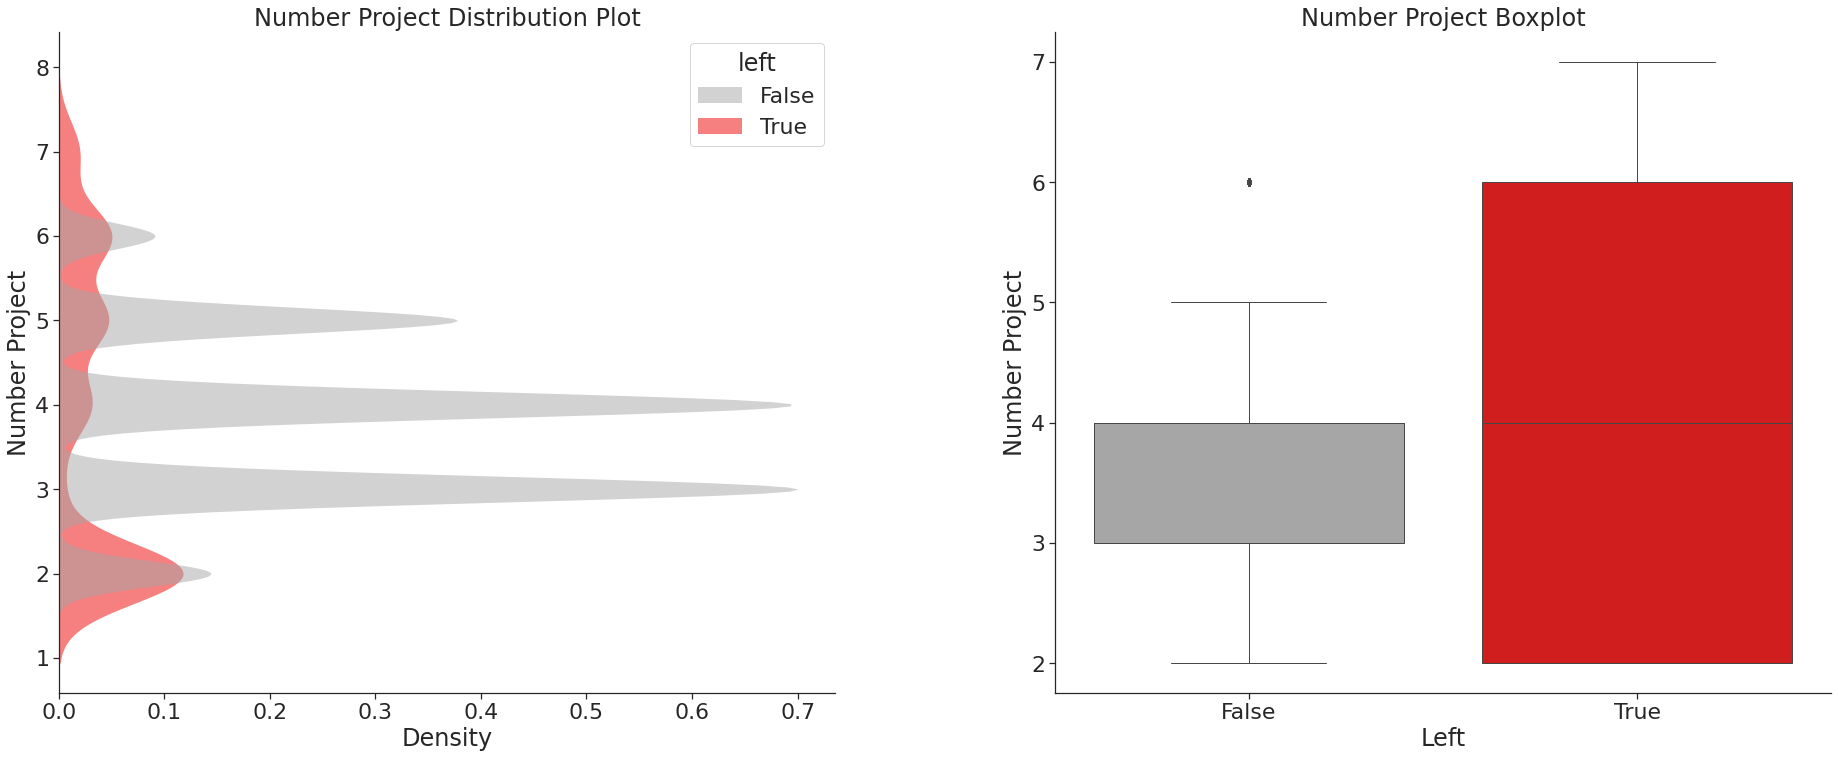 Number Project Distribution Plot
left
False
True
8
7
6
5
4
3
2
1
Number Project
0.0 0.1 0.2 0.3 0.4 0.5 0.6 0.7
Density
Number Project Boxplot
7
6
5
4
3
2
Number Project
False True
Left